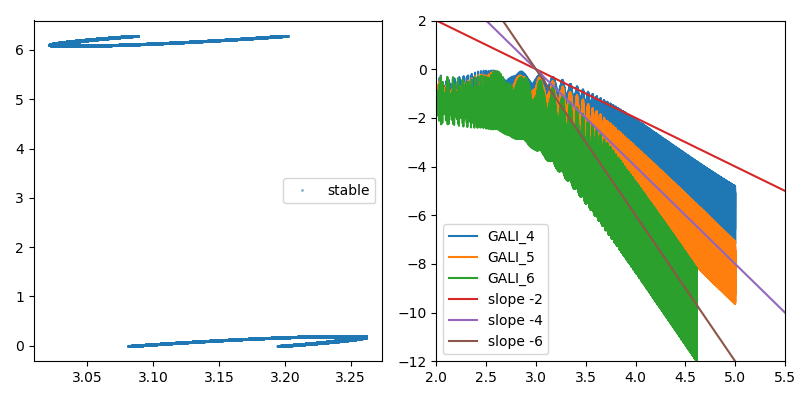 6
5
4
3
2
1
0
3.05 3.10 3.15 3.20 3.25
stable
2
0
−2
−4
−6
−8
−10
−12
2.0 2.5 3.0 3.5 4.0 4.5 5.0 5.5
GALI_4
GALI_5
GALI_6
slope -2
slope -4
slope -6